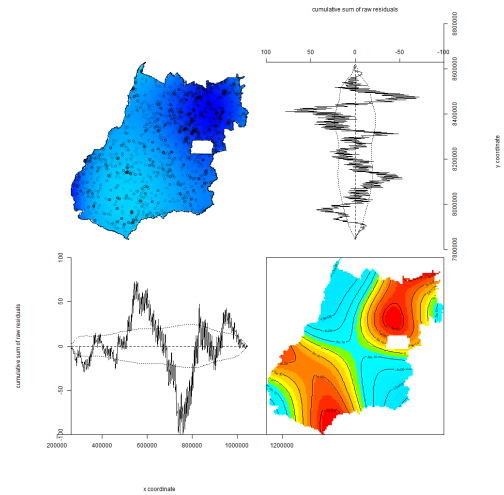 cumulative sum of raw residuals
100 50 0 -50 -100
7800000 8000000 8200000 8400000 8600000 8800000
y coordinate
cumulative sum of raw residuals
100
50
0
-50
-100
200000 400000 600000 800000 1000000 1200000
x coordinate